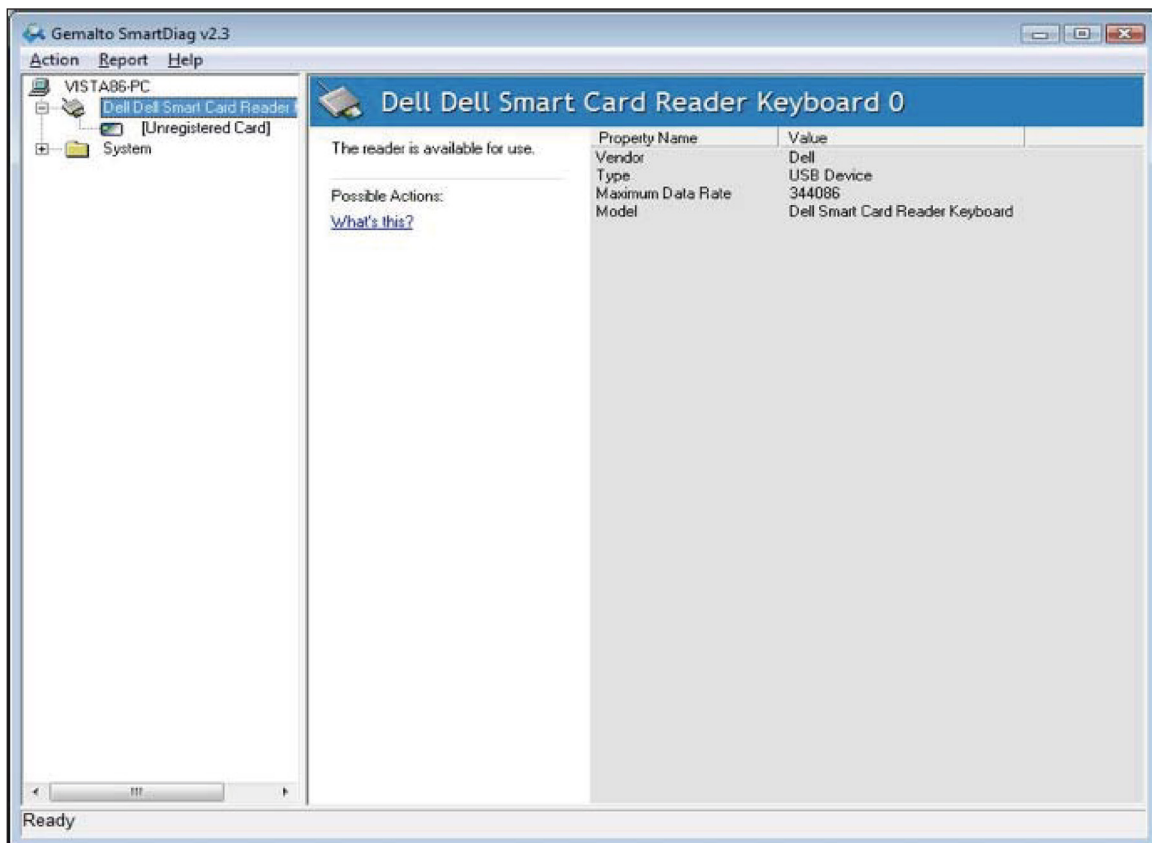 Gemalto SmartDiag v2.3
Action Report Help
VISTA86-PC
Dell Dell Smart Card Reader
[Unregistered Card]
System
Dell Dell Smart Card Reader Keyboard 0
The reader is available for use.
Possible Actions:
What's this?
Property Name Value
Vendor Dell
Type USB Device
Maximum Data Rate 344086
Model Dell Smart Card Reader Keyboard
Ready